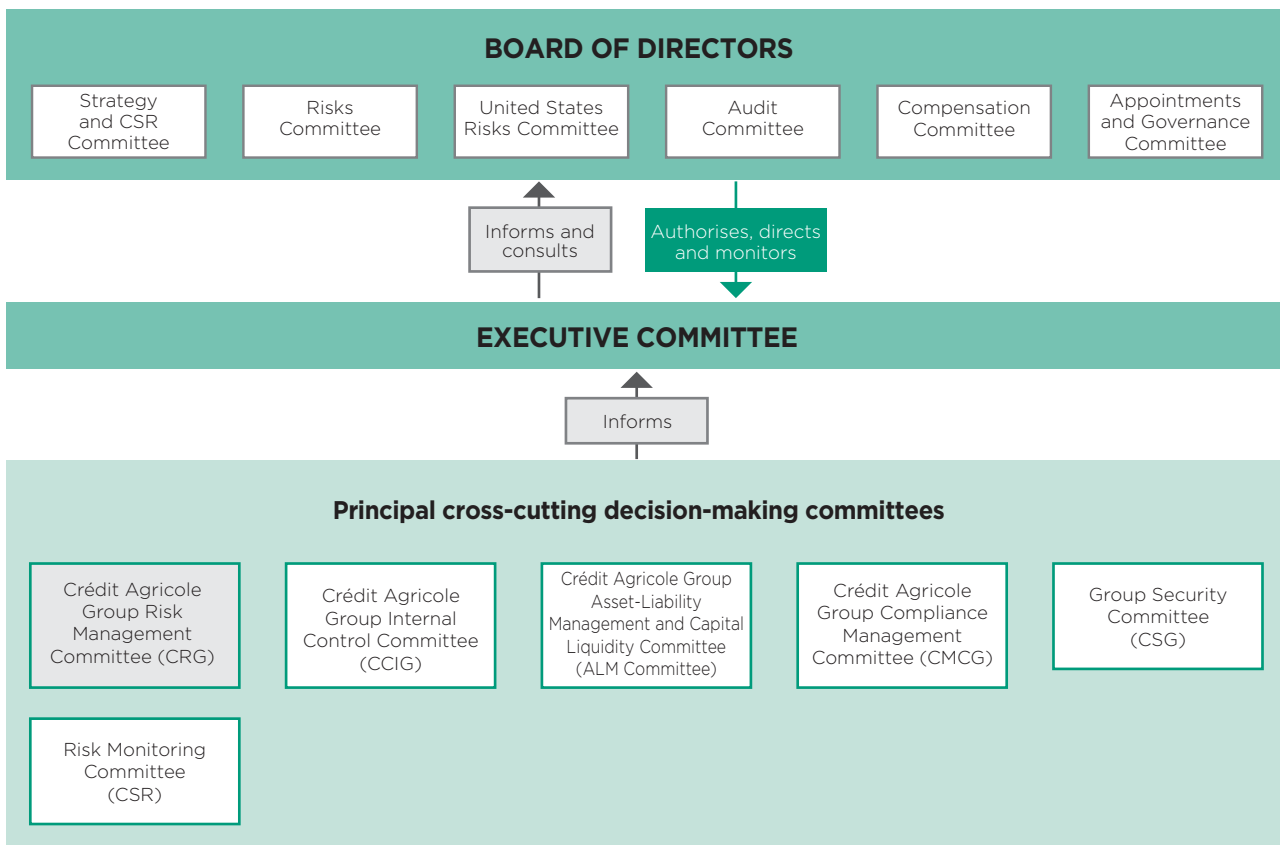 BOARD OF DIRECTORS
Strategy
and CSR
Committee
Risks
Committee
United States
Risks Committee
Audit
Committee
Compensation
Committee
Appointments
and Governance
Committee
Informs and
consults
Authorises, directs
and monitors
EXECUTIVE COMMITTEE
Informs
Principal cross-cutting decision-making committees
Crédit Agricole
Group Risk
Management
Committee (CRG)
Crédit Agricole
Group Internal
Control Committee
(CCIG)
Crédit Agricole Group
Asset-Liability
Management and Capital
Liquidity Committee
(ALM Committee)
Crédit Agricole
Group Compliance
Management
Committee (CMCG)
Group Security
Committee
(CSG)
Risk Monitoring
Committee
(CSR)